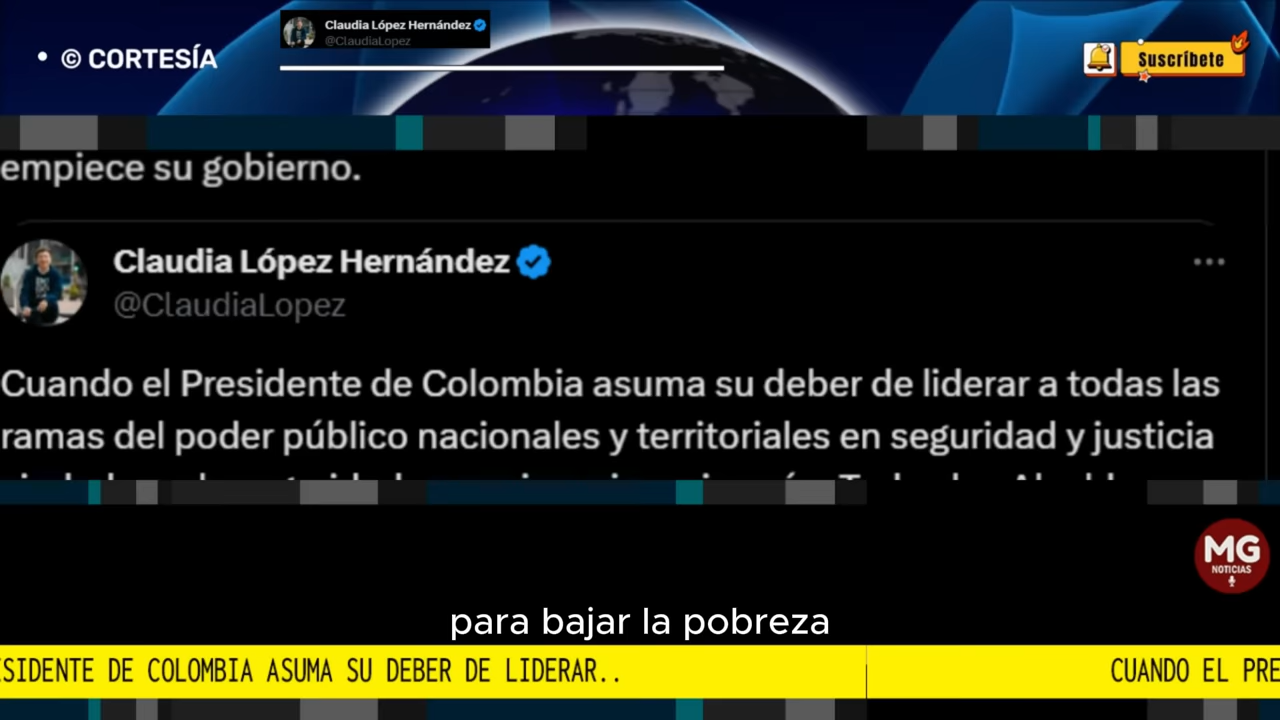 Claudia López Hernández
@ClaudiaLopez
• © CORTESÍA
Suscríbete
empiece su gobierno.
Claudia López Hernández
@ClaudiaLopez
Cuando el Presidente de Colombia asuma su deber de liderar a todas las
ramas del poder público nacionales y territoriales en seguridad y justicia
MG
NOTICIAS
para bajar la pobreza
SIDENTE DE COLOMBIA ASUMA SU DEBER DE LIDERAR..
CUANDO EL PRE